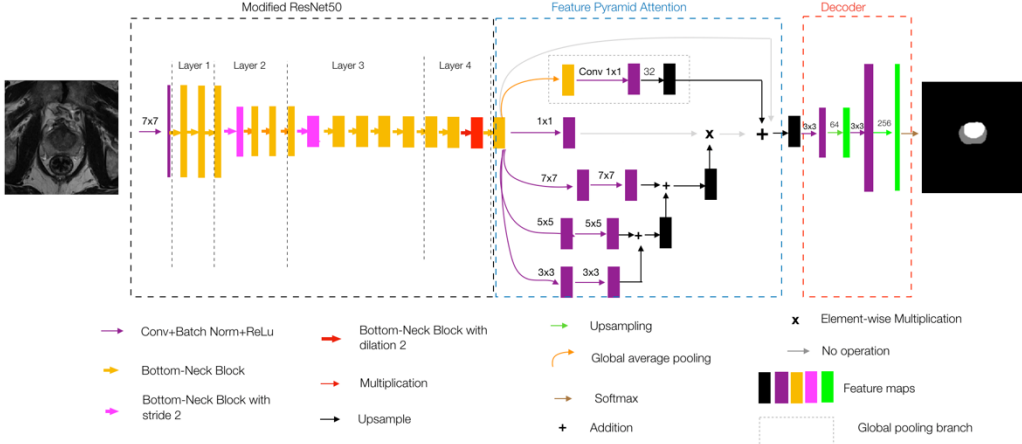 Modified ResNet50
Feature Pyramid Attention
Decoder
Layer 1
Layer 2
Layer 3
Layer 4
7x7
Conv 1x1
32
1x1
x
+
3x3
64
3x3
256
7x7
7x7
+
5x5
5x5
+
3x3
3x3
Conv+Batch Norm+ReLu
Bottom-Neck Block
Bottom-Neck Block with
stride 2
Bottom-Neck Block with
dilation 2
Multiplication
Upsample
Upsampling
Global average pooling
Softmax
+ Addition
x Element-wise Multiplication
No operation
Feature maps
Global pooling branch